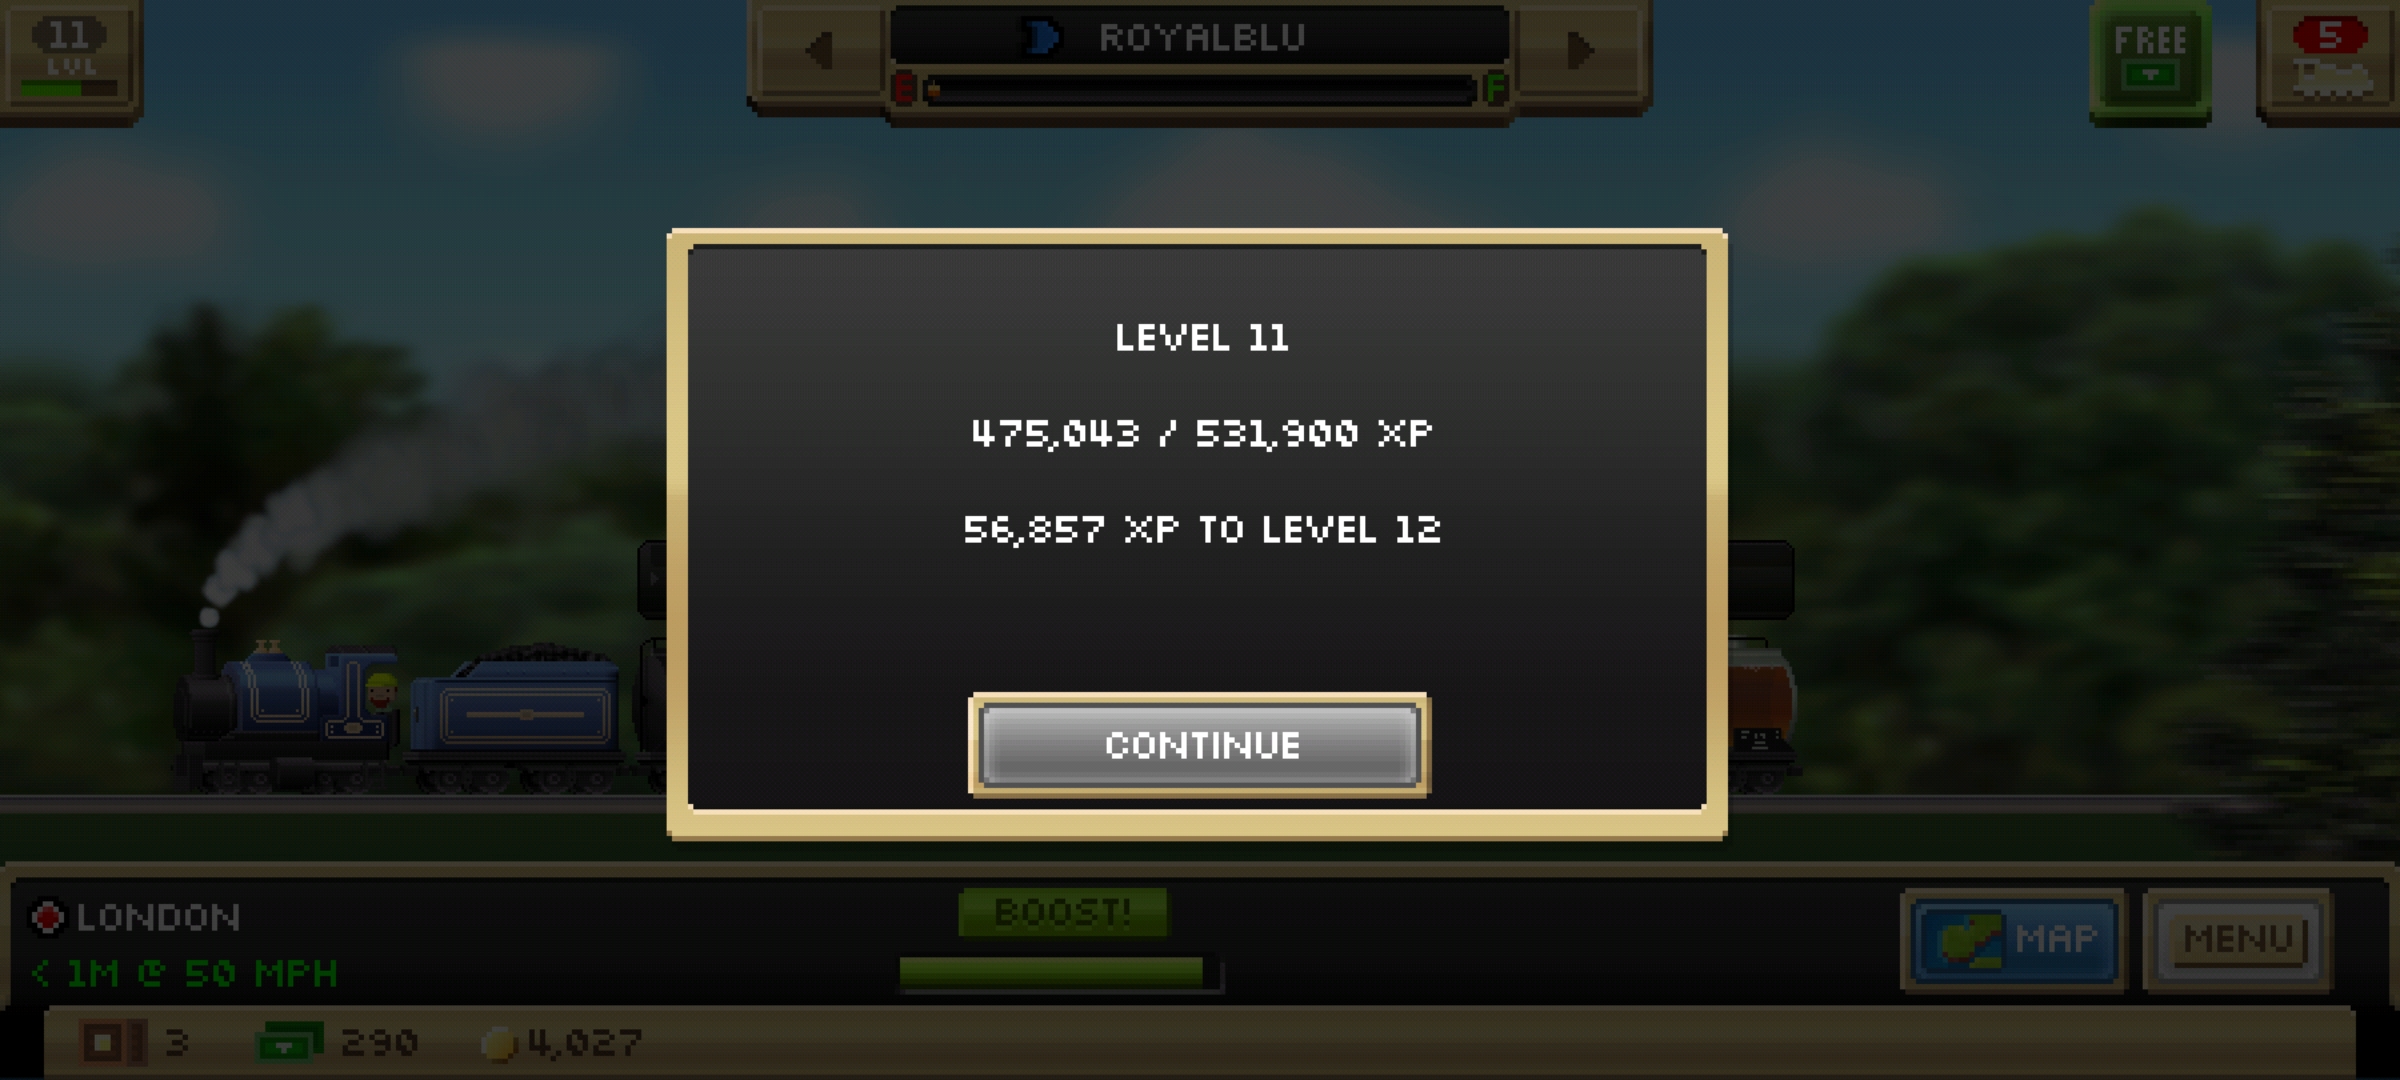 11
LVL
ROYALBLU
E
F
FREE
5
LEVEL 11
475,043 / 531,900 XP
56,857 XP TO LEVEL 12
CONTINUE
LONDON
< 1M @ 50 MPH
BOOST!
MAP
MENU
3
290
4,027